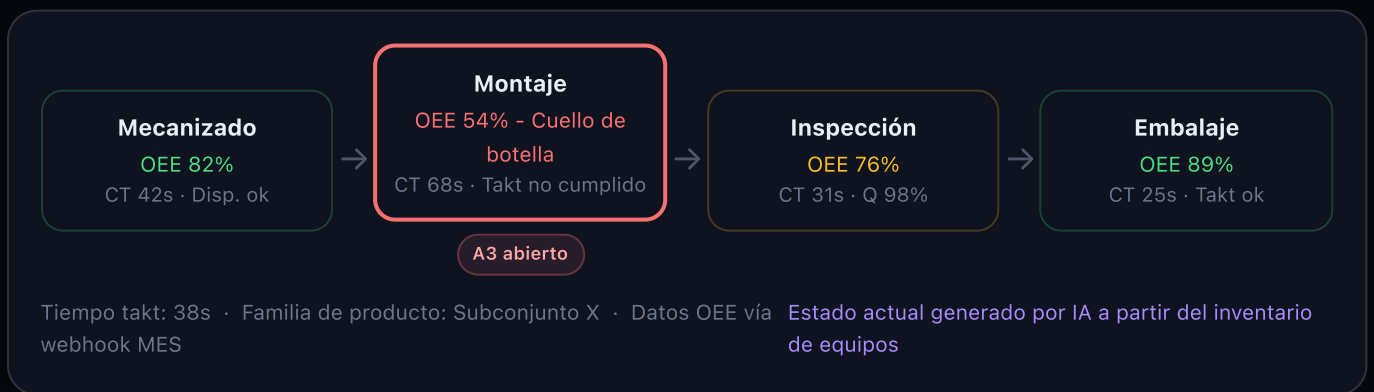 Mecanizado
OEE 82%
CT 42s · Disp. ok
Montaje
OEE 54% - Cuello de
botella
CT 68s · Takt no cumplido
A3 abierto
Inspección
OEE 76%
CT 31s · Q 98%
Embalaje
OEE 89%
CT 25s · Takt ok
Tiempo takt: 38s · Familia de producto: Subconjunto X · Datos OEE vía
webhook MES
Estado actual generado por IA a partir del inventario
de equipos